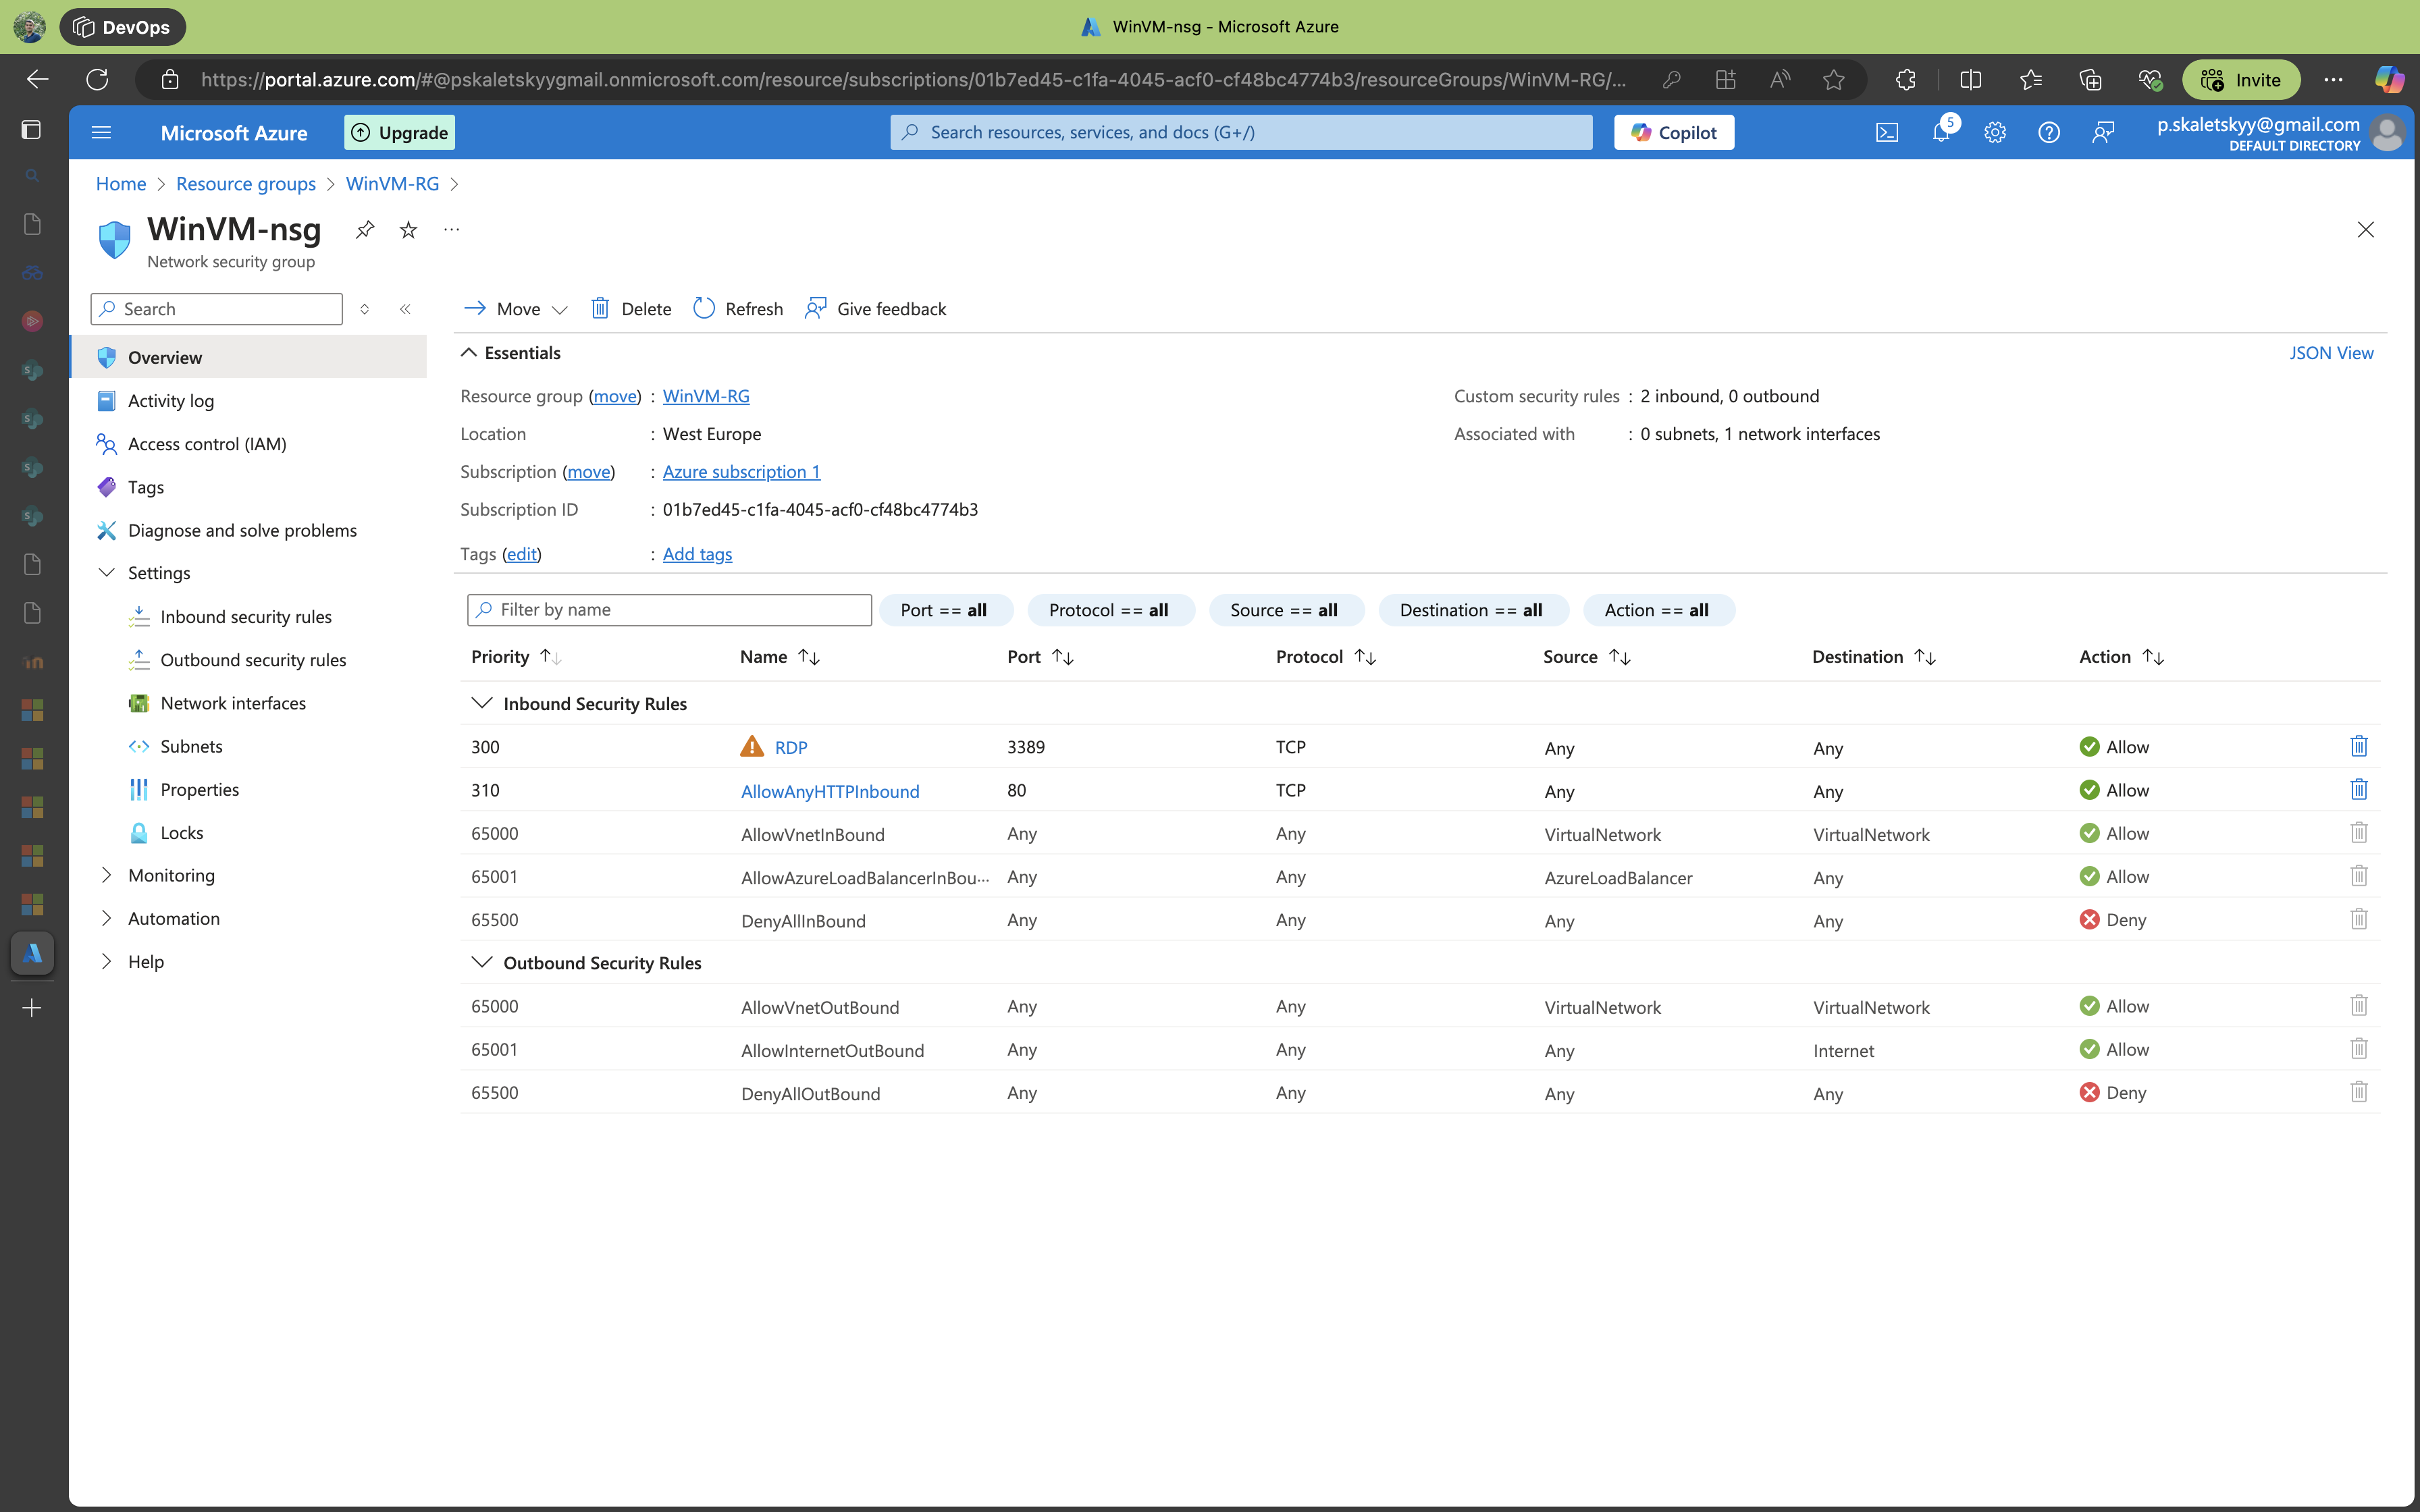 DevOps
WinVM-nsg - Microsoft Azure
https://portal.azure.com/#@pskaletskyygmail.onmicrosoft.com/resource/subscriptions/01b7ed45-c1fa-4045-acf0-cf48bc4774b3/resourceGroups/WinVM-RG/...
Invite
Microsoft Azure
Upgrade
Search resources, services, and docs (G+/)
Copilot
5
p.skaletskyy@gmail.com
DEFAULT DIRECTORY
Home > Resource groups > WinVM-RG >
WinVM-nsg
Network security group
Search
Move
Delete
Refresh
Give feedback
Overview
Activity log
Access control (IAM)
Tags
Diagnose and solve problems
Settings
Inbound security rules
Outbound security rules
Network interfaces
Subnets
Properties
Locks
Monitoring
Automation
Help
Essentials
JSON View
Resource group (move) : WinVM-RG
Location : West Europe
Subscription (move) : Azure subscription 1
Subscription ID : 01b7ed45-c1fa-4045-acf0-cf48bc4774b3
Tags (edit) : Add tags
Custom security rules : 2 inbound, 0 outbound
Associated with : 0 subnets, 1 network interfaces
Filter by name
Port == all
Protocol == all
Source == all
Destination == all
Action == all
Priority Name Port Protocol Source Destination Action
Inbound Security Rules
300 RDP 3389 TCP Any Any Allow
310 AllowAnyHTTPInbound 80 TCP Any Any Allow
65000 AllowVnetInBound Any Any VirtualNetwork VirtualNetwork Allow
65001 AllowAzureLoadBalancerInBou... Any Any AzureLoadBalancer Any Allow
65500 DenyAllInBound Any Any Any Any Deny
Outbound Security Rules
65000 AllowVnetOutBound Any Any VirtualNetwork VirtualNetwork Allow
65001 AllowInternetOutBound Any Any Any Internet Allow
65500 DenyAllOutBound Any Any Any Any Deny